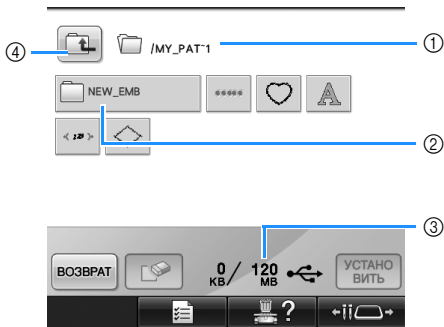 ④ /MY_PAT~1 ①
NEW_EMB A
②
③
ВОЗВРАТ 0 KB / 120 MB УСТАНО ВИТЬ
?